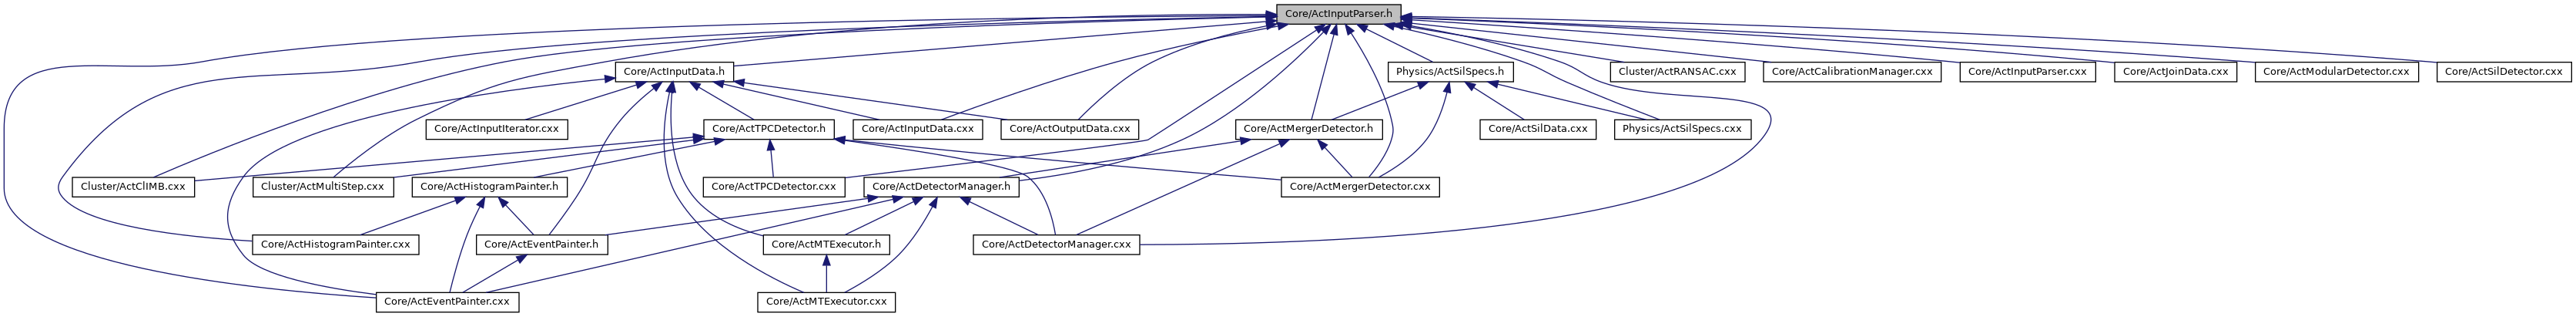 Core/ActInputParser.h
Core/ActInputData.h
Physics/ActSilSpecs.h
Cluster/ActRANSAC.cxx
Core/ActCalibrationManager.cxx
Core/ActInputParser.cxx
Core/ActJoinData.cxx
Core/ActModularDetector.cxx
Core/ActSilDetector.cxx
Core/ActInputIterator.cxx
Core/ActTPCDetector.h
Core/ActInputData.cxx
Core/ActOutputData.cxx
Core/ActMergerDetector.h
Core/ActSilData.cxx
Physics/ActSilSpecs.cxx
Cluster/ActClIMB.cxx
Cluster/ActMultiStep.cxx
Core/ActHistogramPainter.h
Core/ActTPCDetector.cxx
Core/ActDetectorManager.h
Core/ActMergerDetector.cxx
Core/ActHistogramPainter.cxx
Core/ActEventPainter.h
Core/ActMTExecutor.h
Core/ActDetectorManager.cxx
Core/ActEventPainter.cxx
Core/ActMTExecutor.cxx